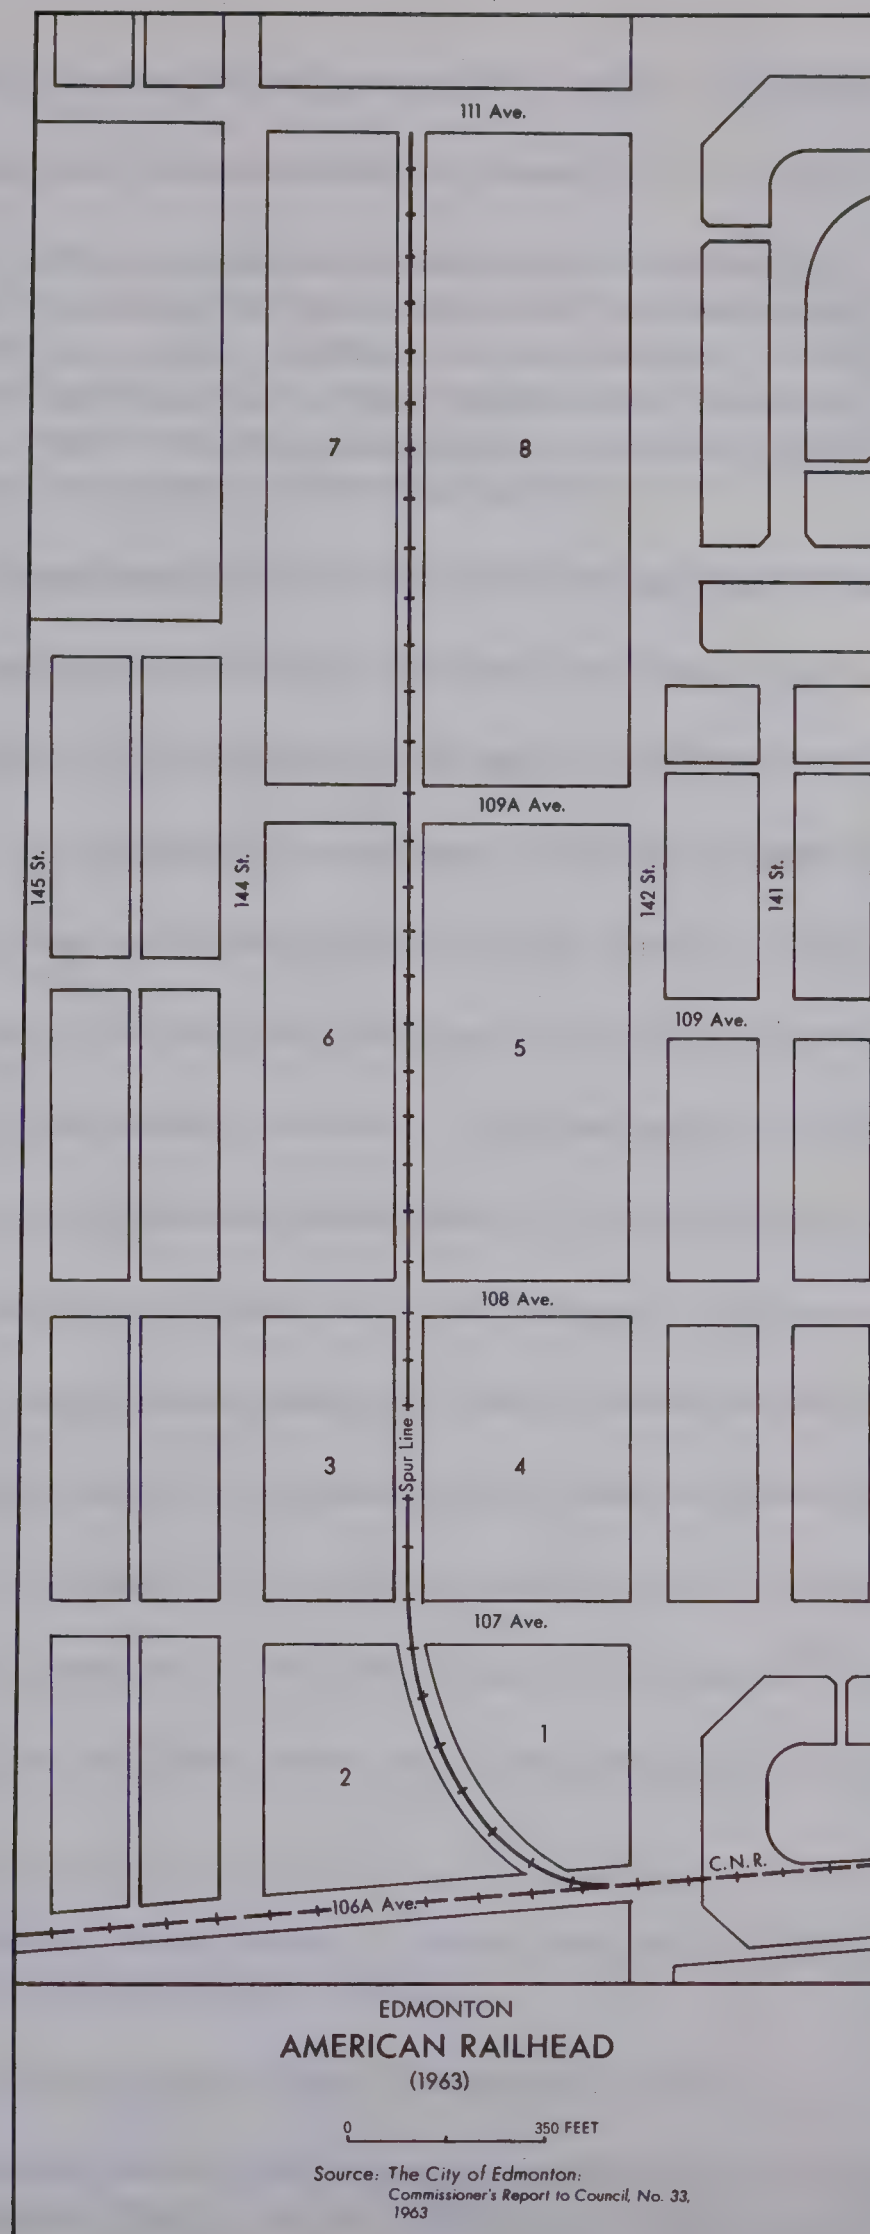 111 Ave.
7
8
109A Ave.
145 St.
144 St.
142 St.
141 St.
109 Ave.
6
5
108 Ave.
Spur Line
3
4
107 Ave.
1
2
C.N.R.
106A Ave.
EDMONTON
AMERICAN RAILHEAD
(1963)
0 350 FEET
Source: The City of Edmonton:
Commissioner's Report to Council, No. 33,
1963